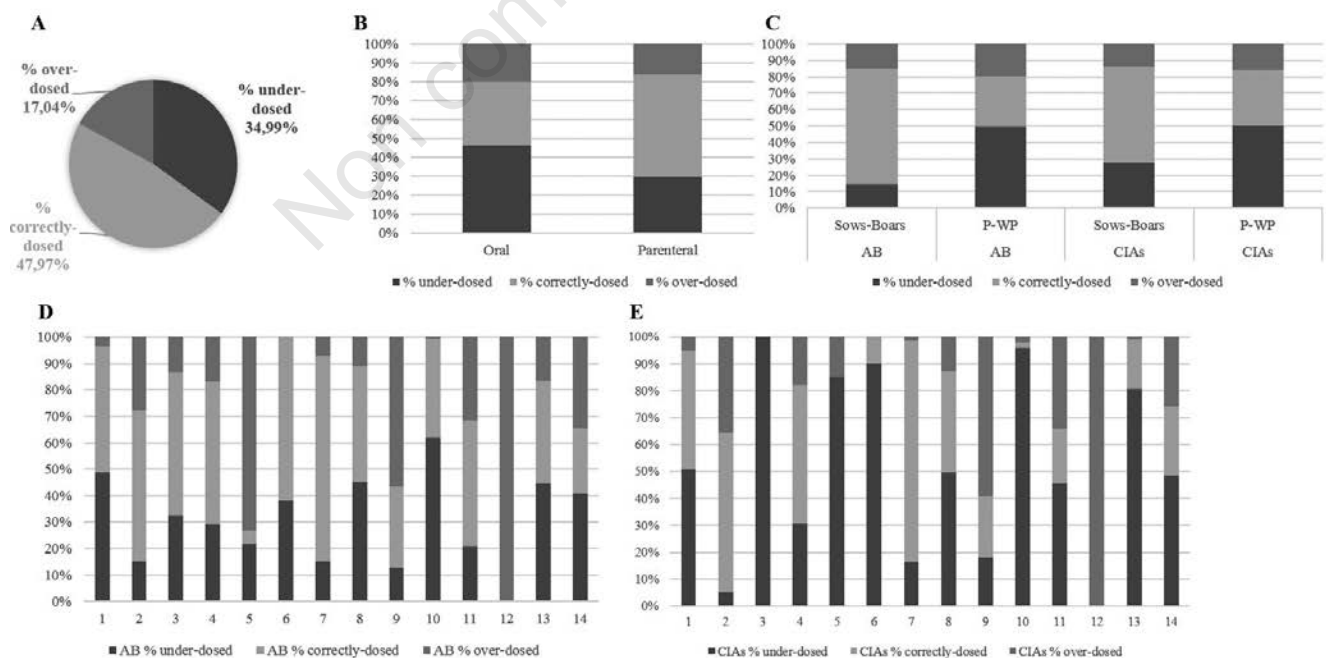 A
% over-
dosed
17,04%
% under-
dosed
34,99%
%
correctly-
dosed
47,97%
B
100%
90%
80%
70%
60%
50%
40%
30%
20%
10%
0%
Oral Parenteral
% under-dosed % correctly-dosed % over-dosed
C
100%
90%
80%
70%
60%
50%
40%
30%
20%
10%
0%
Sows-Boars P-WP Sows-Boars P-WP
AB AB CIAs CIAs
% under-dosed % correctly-dosed % over-dosed
D
100%
90%
80%
70%
60%
50%
40%
30%
20%
10%
0%
1 2 3 4 5 6 7 8 9 10 11 12 13 14
AB % under-dosed AB % correctly-dosed AB % over-dosed
E
100%
90%
80%
70%
60%
50%
40%
30%
20%
10%
0%
1 2 3 4 5 6 7 8 9 10 11 12 13 14
CIAs % under-dosed CIAs % correctly-dosed CIAs % over-dosed
Non com